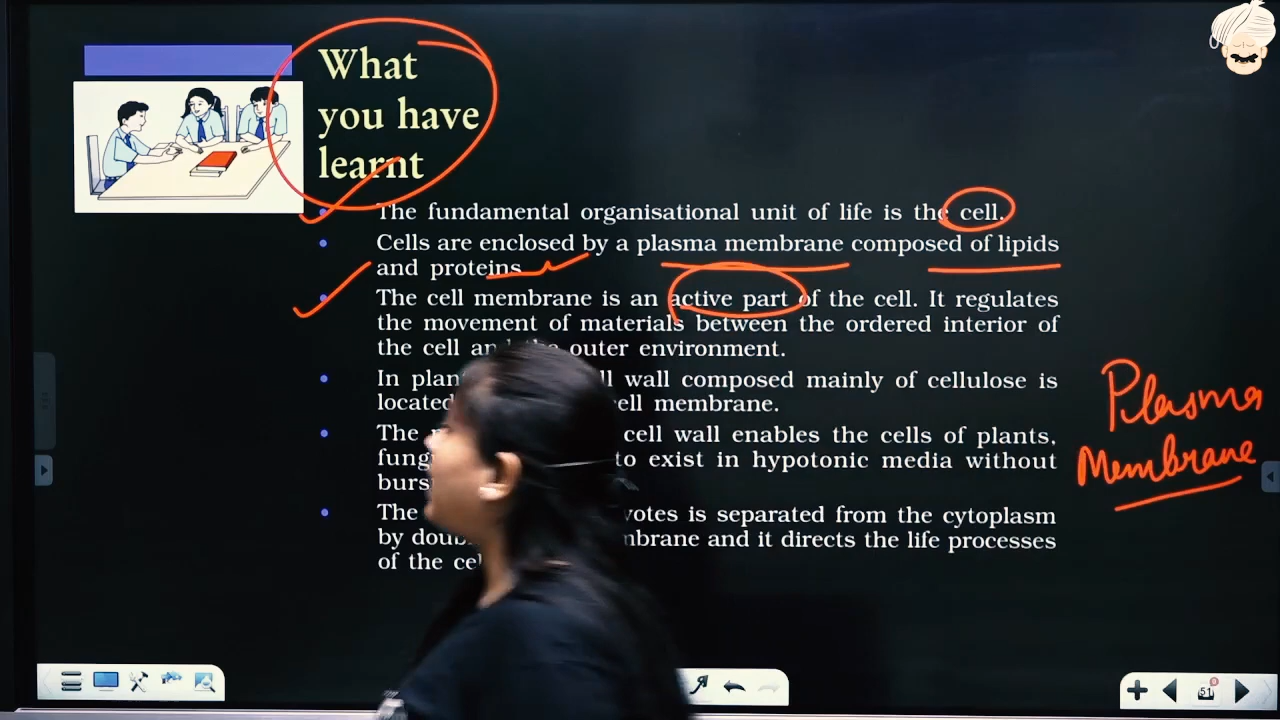 What
you have
learnt
The fundamental organisational unit of life is the cell.
Cells are enclosed by a plasma membrane composed of lipids
and proteins
The cell membrane is an active part of the cell. It regulates
the movement of materials between the ordered interior of
the cell and the outer environment.
In wall composed mainly of cellulose is
located membrane.
The cell wall enables the cells of plants,
to exist in hypotonic media without
The is separated from the cytoplasm
by and it directs the life processes
of the
Plasma
Membrane
51